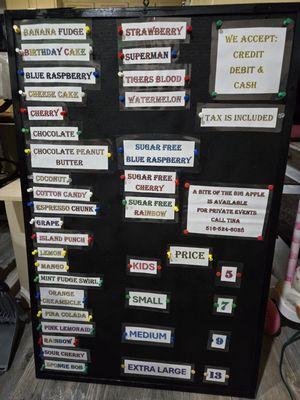 BANANA FUDGE
BIRTHDAY CAKE
BLUE RASPBERRY
CHEESE CAKE
CHERRY
CHOCOLATE
CHOCOLATE PEANUT
BUTTER
COCONUT
COTTON CANDY
ESPRESSO CHUNK
GRAPE
ISLAND PUNCH
LEMON
MANGO
MINT FUDGE SWIRL
ORANGE
CREAMSICLE
PINA COLADA
PINK LEMONAID
RAINBOW
SOUR CHERRY
SPONGE BOB
STRAWBERRY
SUPERMAN
TIGERS BLOOD
WATERMELON
SUGAR FREE
BLUE RASPBERRY
SUGAR FREE
CHERRY
SUGAR FREE
RAINBOW
WE ACCEPT:
CREDIT
DEBIT &
CASH
TAX IS INCLUDED
A BITE OF THE BIG APPLE
IS AVAILABLE
FOR PRIVATE EVENTS
CALL TINA
516-524-6085
PRICE
KIDS 5
SMALL 7
MEDIUM 9
EXTRA LARGE 13